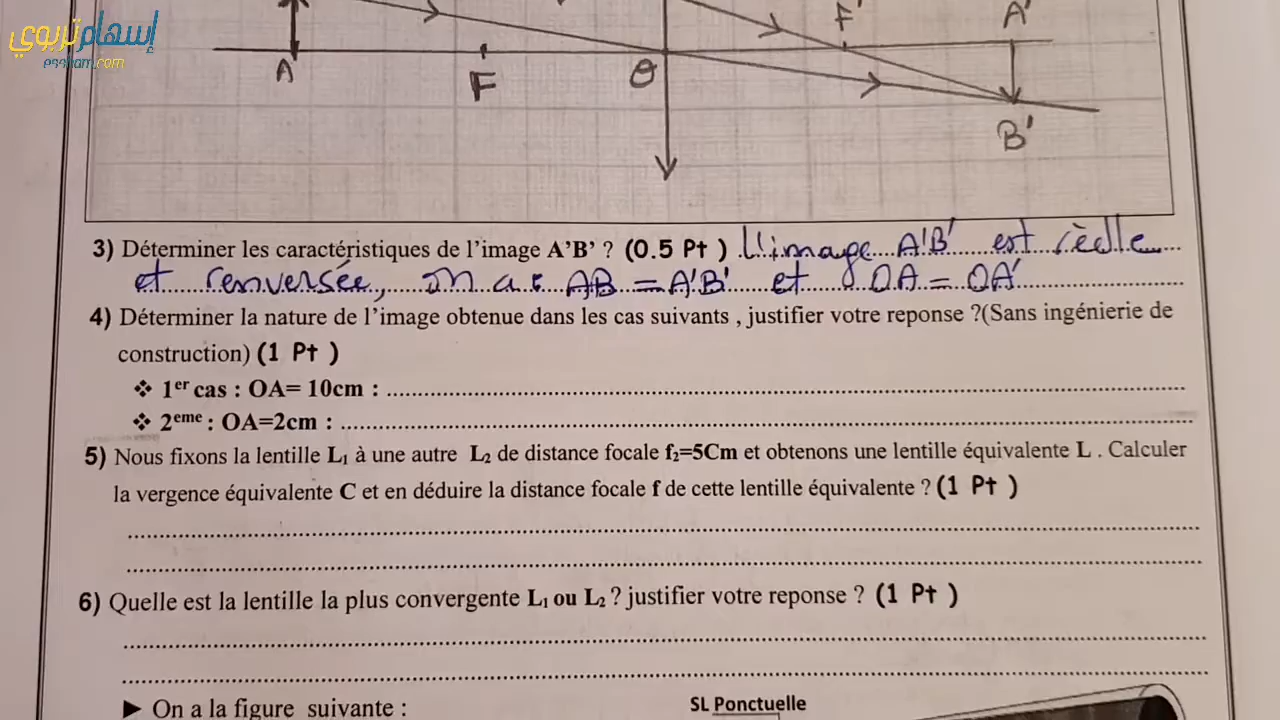 إسهام تربوي
essham.com
F' A'
A F O B'
3) Déterminer les caractéristiques de l'image A'B' ? (0.5 Pt ) L'image A'B' est réelle
et renversée, on a : AB = A'B' et OA = OA'
4) Déterminer la nature de l'image obtenue dans les cas suivants , justifier votre reponse ?(Sans ingénierie de
construction) (1 Pt )
❖ 1er cas : OA= 10cm :
❖ 2eme : OA=2cm :
5) Nous fixons la lentille L1 à une autre L2 de distance focale f2=5Cm et obtenons une lentille équivalente L . Calculer
la vergence équivalente C et en déduire la distance focale f de cette lentille équivalente ? (1 Pt )
6) Quelle est la lentille la plus convergente L1 ou L2 ? justifier votre reponse ? (1 Pt )
► On a la figure suivante : SL Ponctuelle